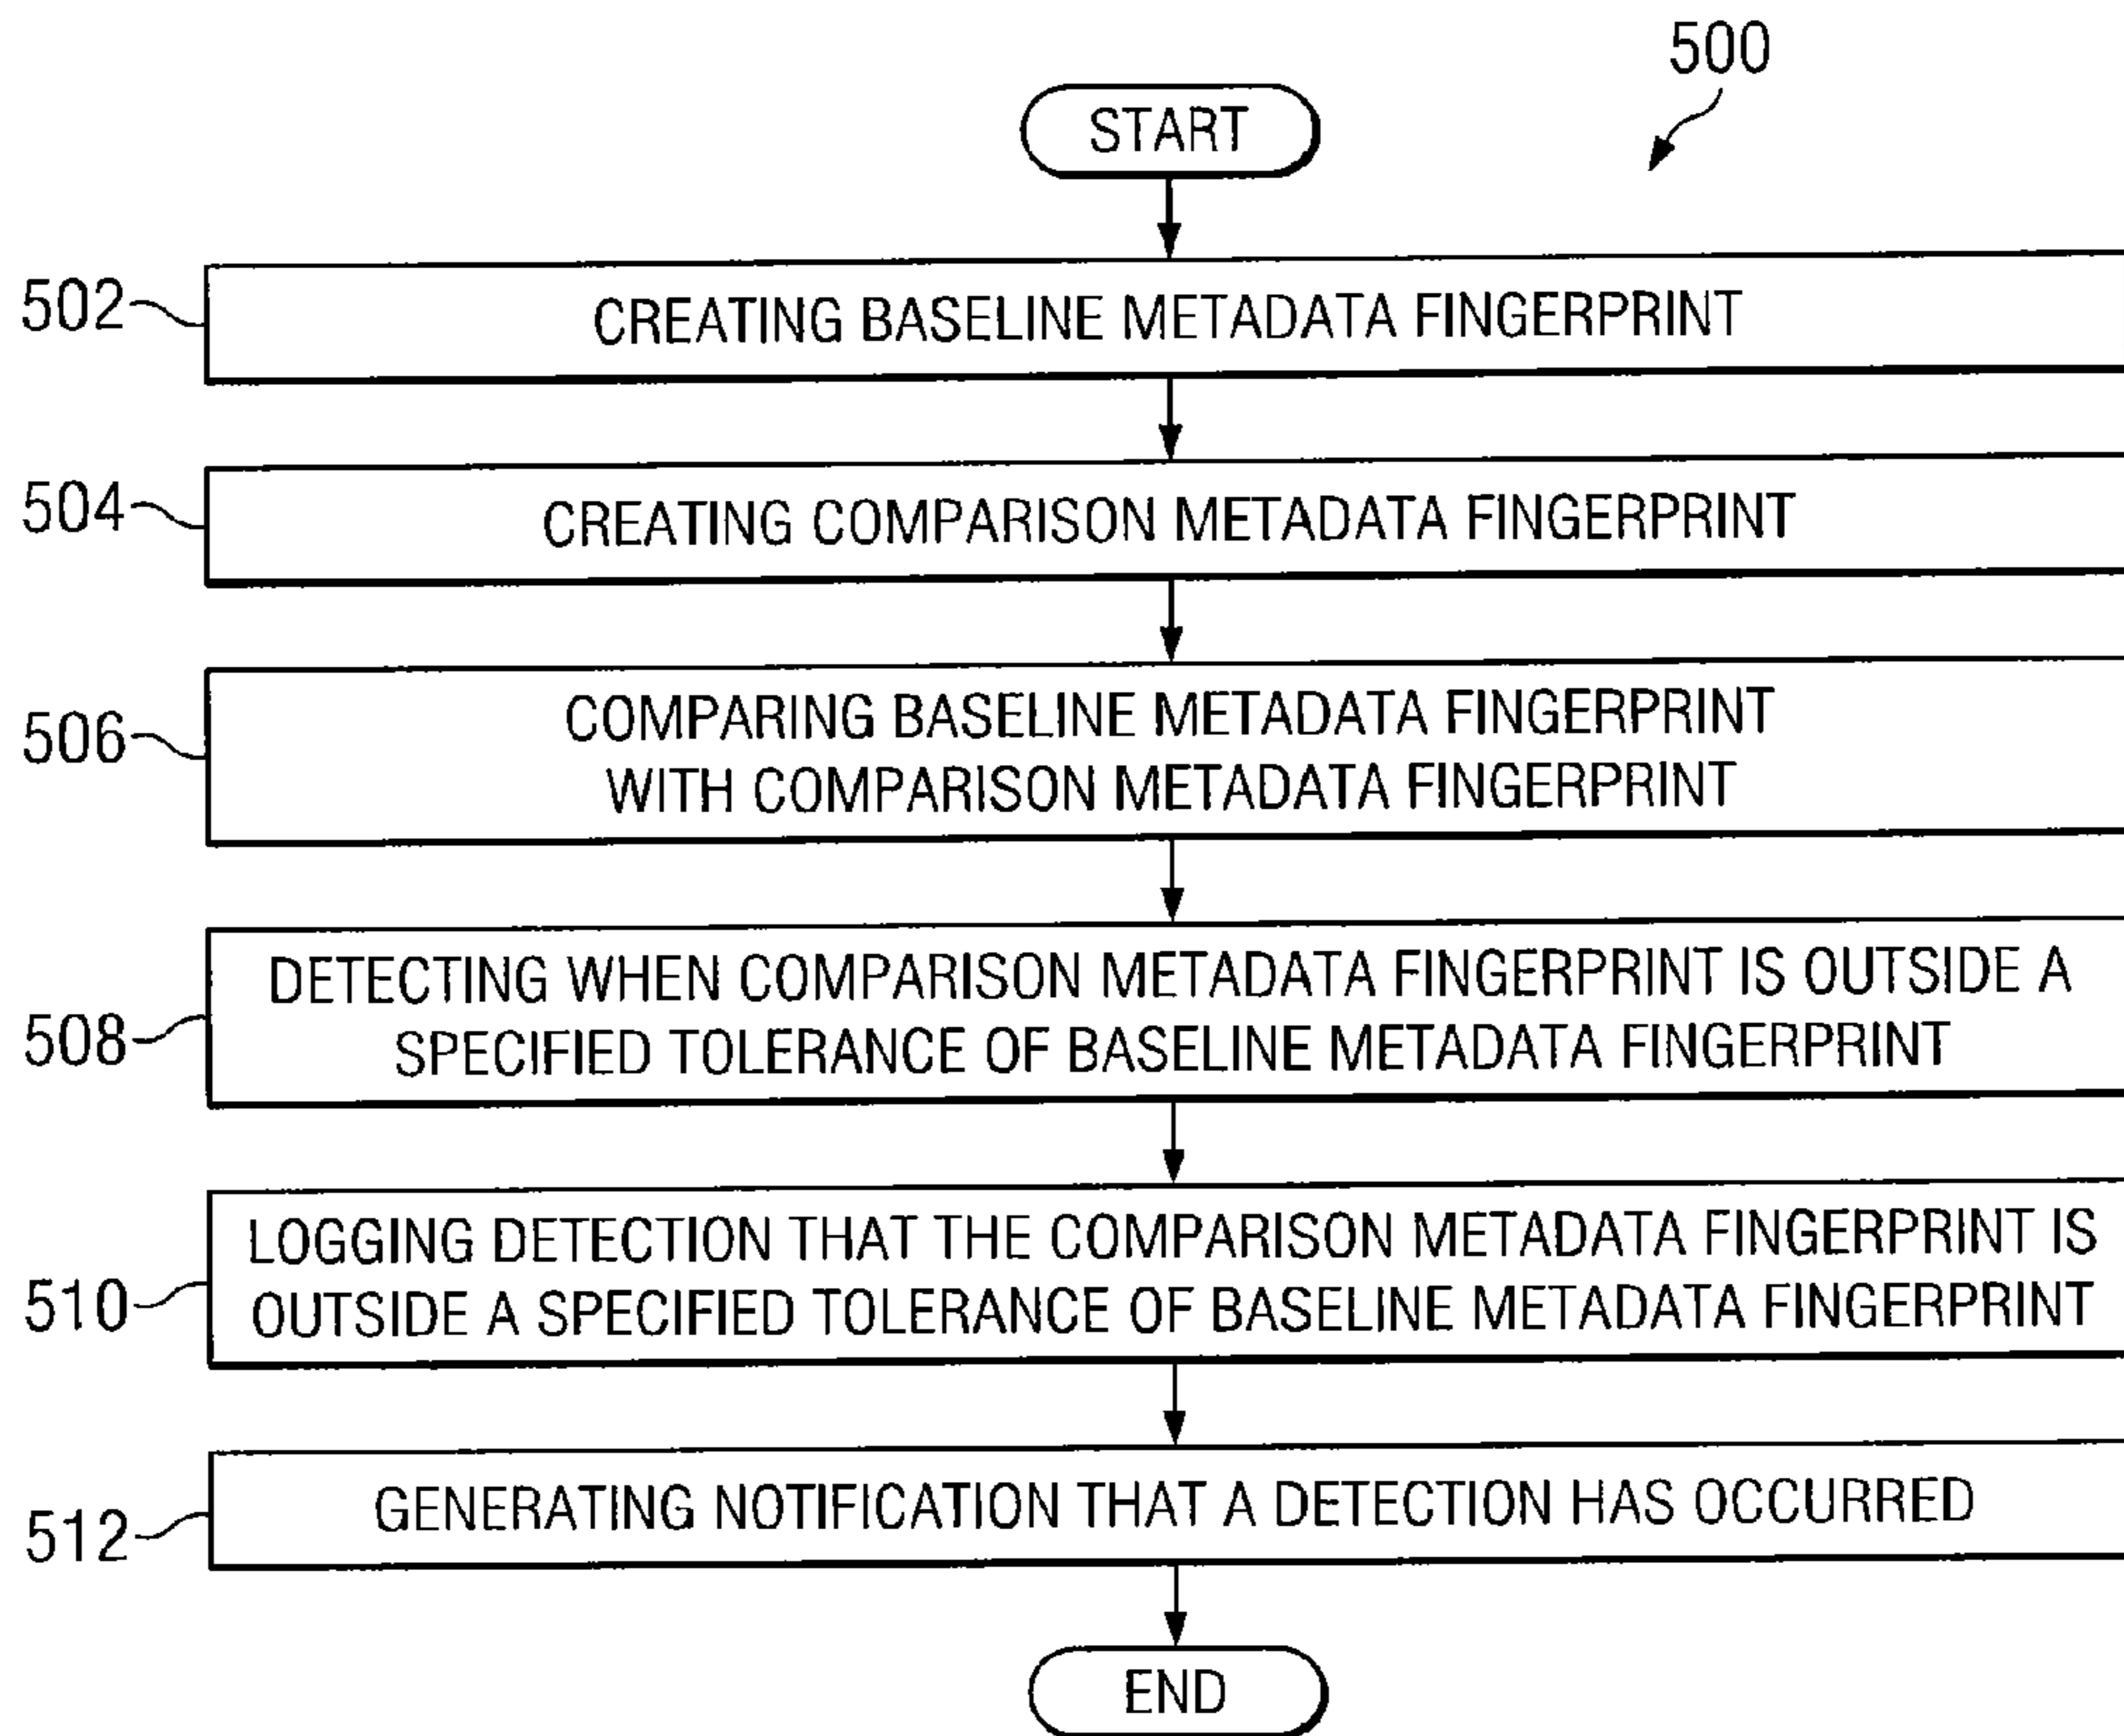 500
START
502
CREATING BASELINE METADATA FINGERPRINT
504
CREATING COMPARISON METADATA FINGERPRINT
506
COMPARING BASELINE METADATA FINGERPRINT
WITH COMPARISON METADATA FINGERPRINT
508
DETECTING WHEN COMPARISON METADATA FINGERPRINT IS OUTSIDE A
SPECIFIED TOLERANCE OF BASELINE METADATA FINGERPRINT
510
LOGGING DETECTION THAT THE COMPARISON METADATA FINGERPRINT IS
OUTSIDE A SPECIFIED TOLERANCE OF BASELINE METADATA FINGERPRINT
512
GENERATING NOTIFICATION THAT A DETECTION HAS OCCURRED
END